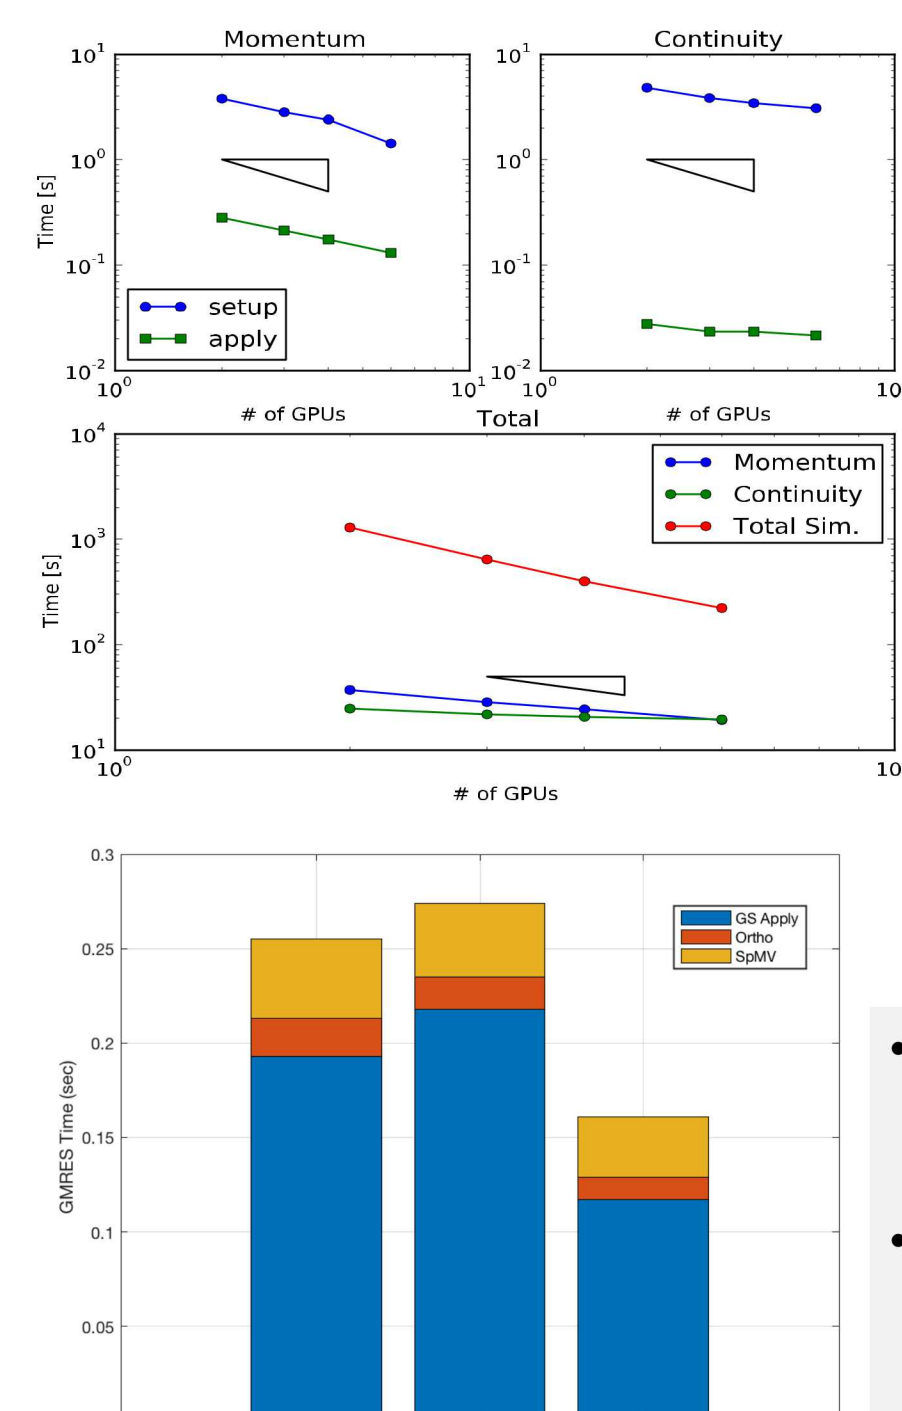 Momentum
Continuity
10^1
10^0
10^-1
10^-2
Time [s]
setup
apply
10^0
10^1
# of GPUs
10^1
10^0
10^-1
10^-2
10^0
10
# of GPUs
Total
10^4
10^3
10^2
10^1
Time [s]
Momentum
Continuity
Total Sim.
10^0
10
# of GPUs
0.3
0.25
0.2
0.15
0.1
0.05
GMRES Time (sec)
GS Apply
Ortho
SpMV